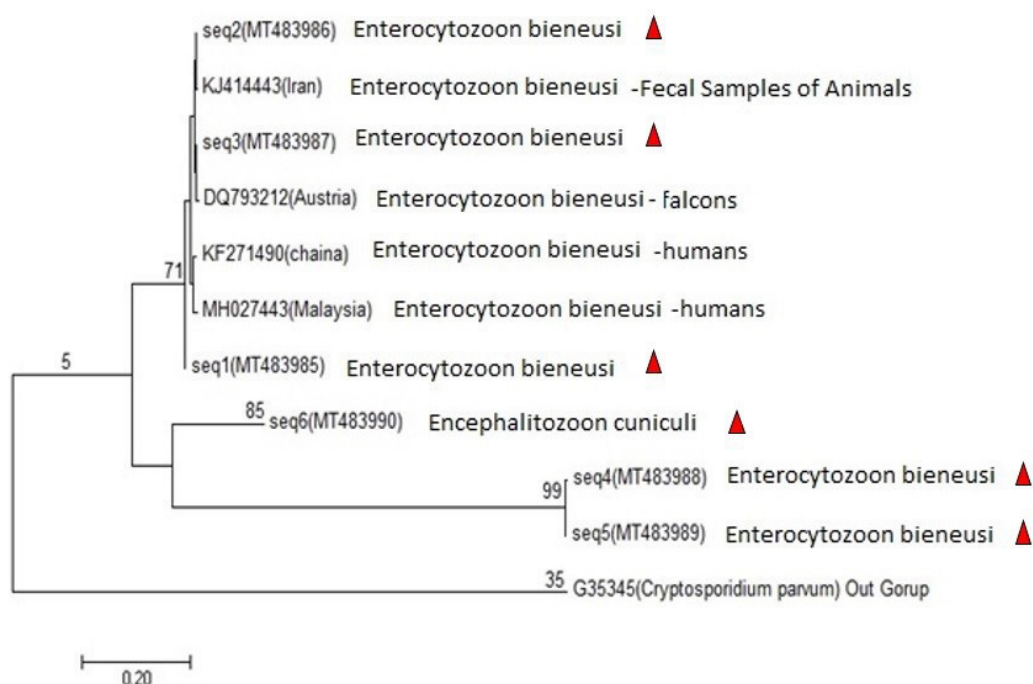 seq2(MT483986) Enterocytozoon bieneusi
KJ414443(Iran) Enterocytozoon bieneusi -Fecal Samples of Animals
seq3(MT483987) Enterocytozoon bieneusi
DQ793212(Austria) Enterocytozoon bieneusi - falcons
KF271490(chaina) Enterocytozoon bieneusi -humans
71
MH027443(Malaysia) Enterocytozoon bieneusi -humans
seq1(MT483985) Enterocytozoon bieneusi
5
85 seq6(MT483990) Encephalitozoon cuniculi
seq4(MT483988) Enterocytozoon bieneusi
99
seq5(MT483989) Enterocytozoon bieneusi
35 G35345(Cryptosporidium parvum) Out Gorup
0.20